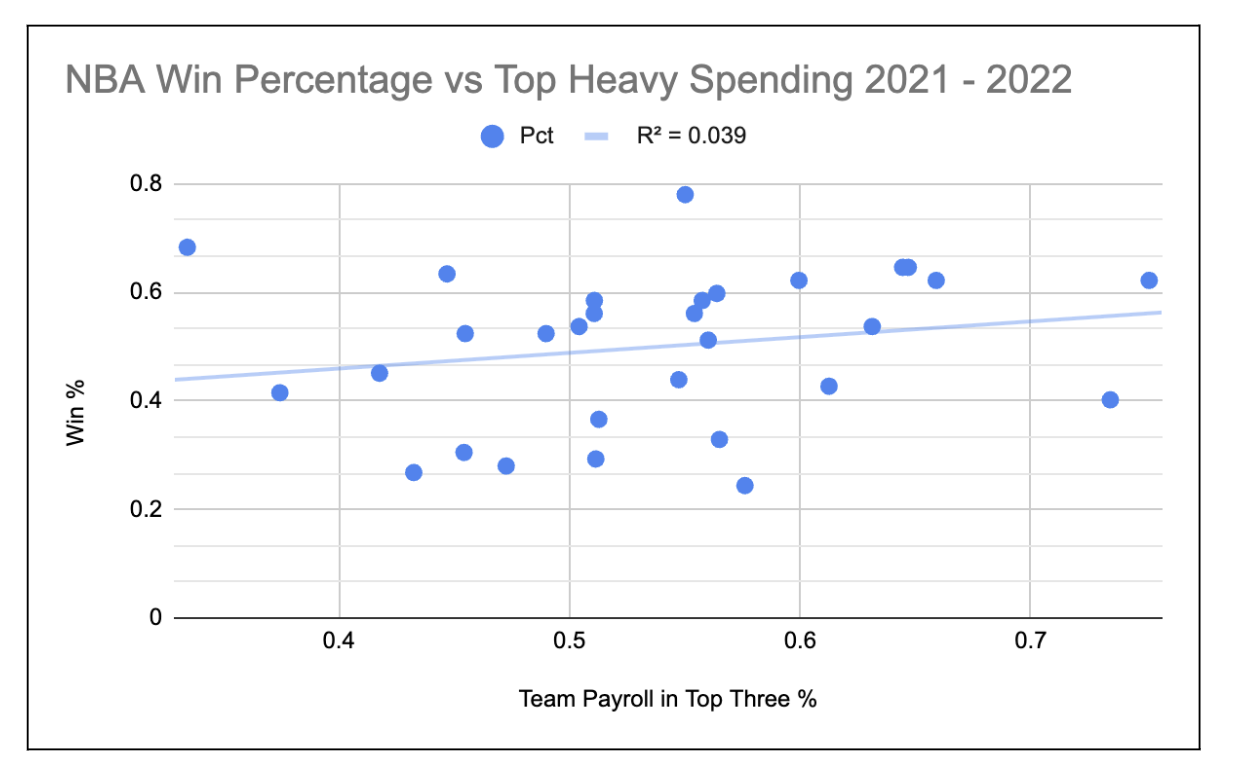 NBA Win Percentage vs Top Heavy Spending 2021 - 2022
Pct R² = 0.039
0.8
0.6
0.4
0.2
0
Win %
0.4 0.5 0.6 0.7
Team Payroll in Top Three %